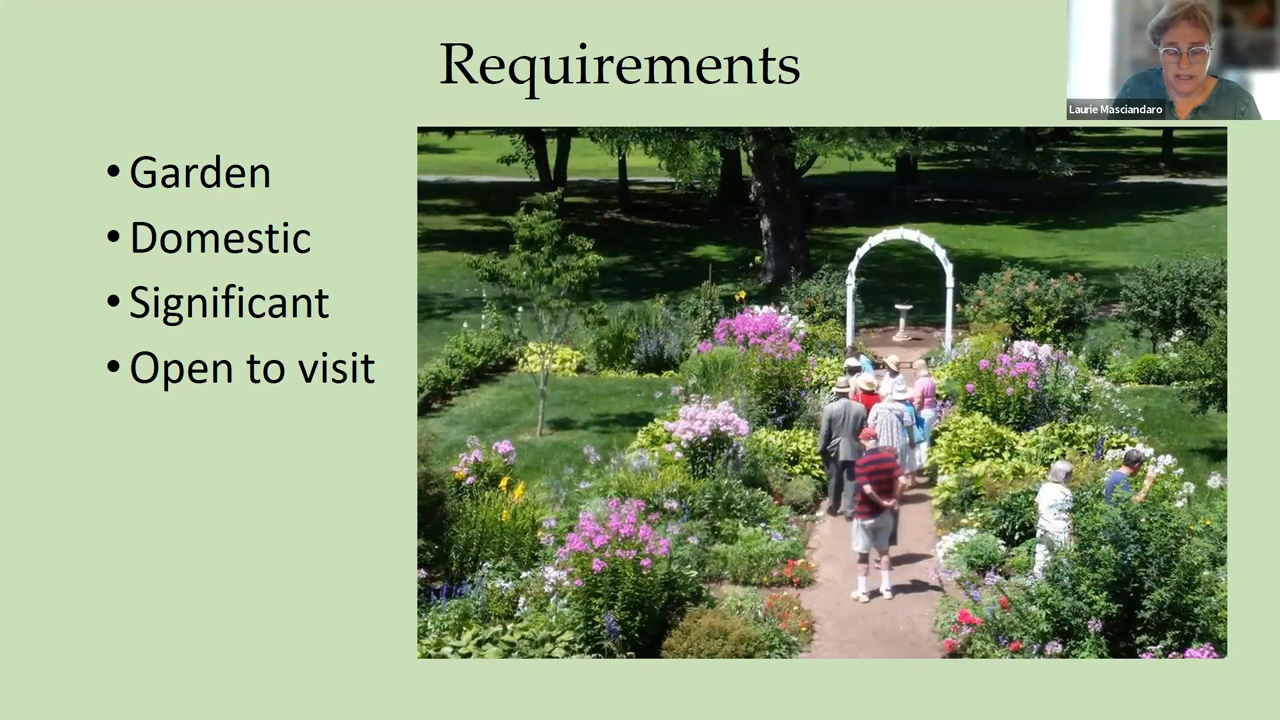 Requirements
Laurie Masciandaro
• Garden
• Domestic
• Significant
• Open to visit